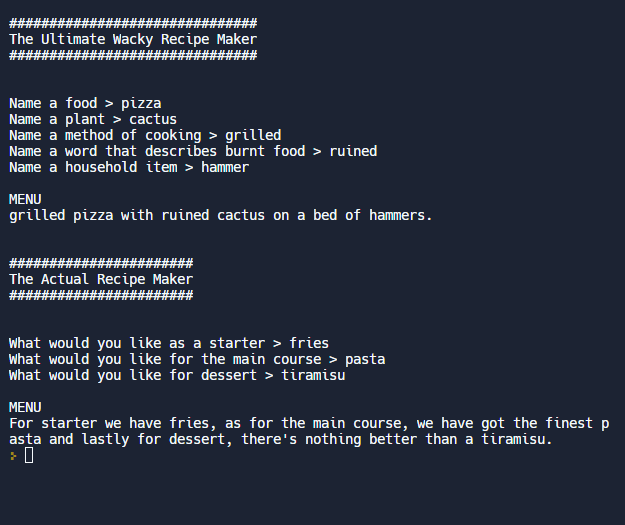 ###############################
The Ultimate Wacky Recipe Maker
###############################
Name a food > pizza
Name a plant > cactus
Name a method of cooking > grilled
Name a word that describes burnt food > ruined
Name a household item > hammer
MENU
grilled pizza with ruined cactus on a bed of hammers.
#######################
The Actual Recipe Maker
#######################
What would you like as a starter > fries
What would you like for the main course > pasta
What would you like for dessert > tiramisu
MENU
For starter we have fries, as for the main course, we have got the finest p
asta and lastly for dessert, there's nothing better than a tiramisu.